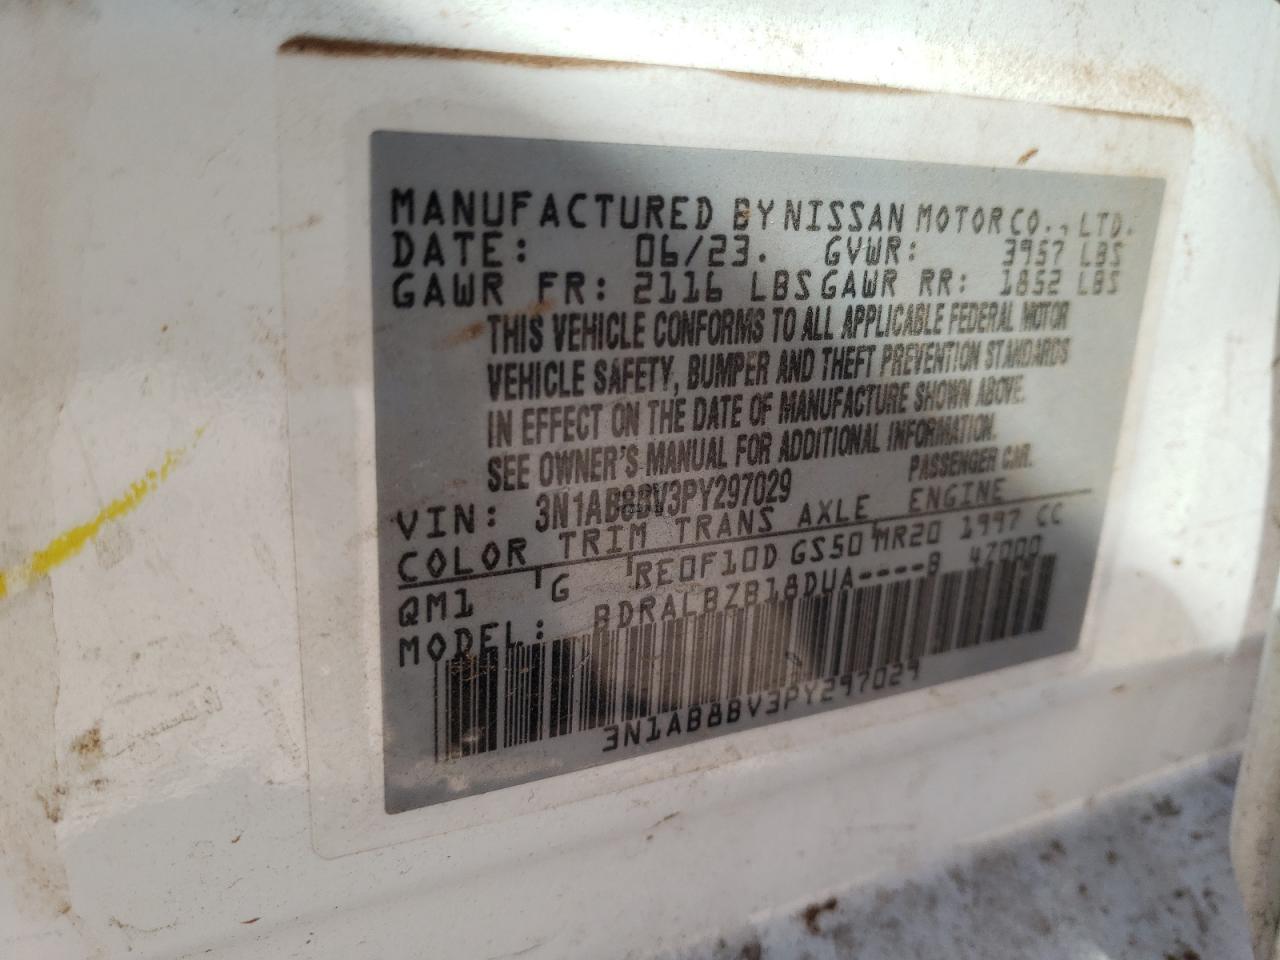 MANUFACTURED BY NISSAN MOTOR CO., LTD.
DATE: 06/23. GVWR: 3957 LBS
GAWR FR: 2116 LBS GAWR RR: 1852 LBS
THIS VEHICLE CONFORMS TO ALL APPLICABLE FEDERAL MOTOR
VEHICLE SAFETY, BUMPER AND THEFT PREVENTION STANDARDS
IN EFFECT ON THE DATE OF MANUFACTURE SHOWN ABOVE.
SEE OWNER'S MANUAL FOR ADDITIONAL INFORMATION.
VIN: 3N1AB8BV3PY297029 PASSENGER CAR.
COLOR TRIM TRANS AXLE ENGINE
QM1 G RE0F10D GS50 MR20 1997 CC
MODEL: BDRALBZB18DUA----B 47000
3N1AB8BV3PY297029